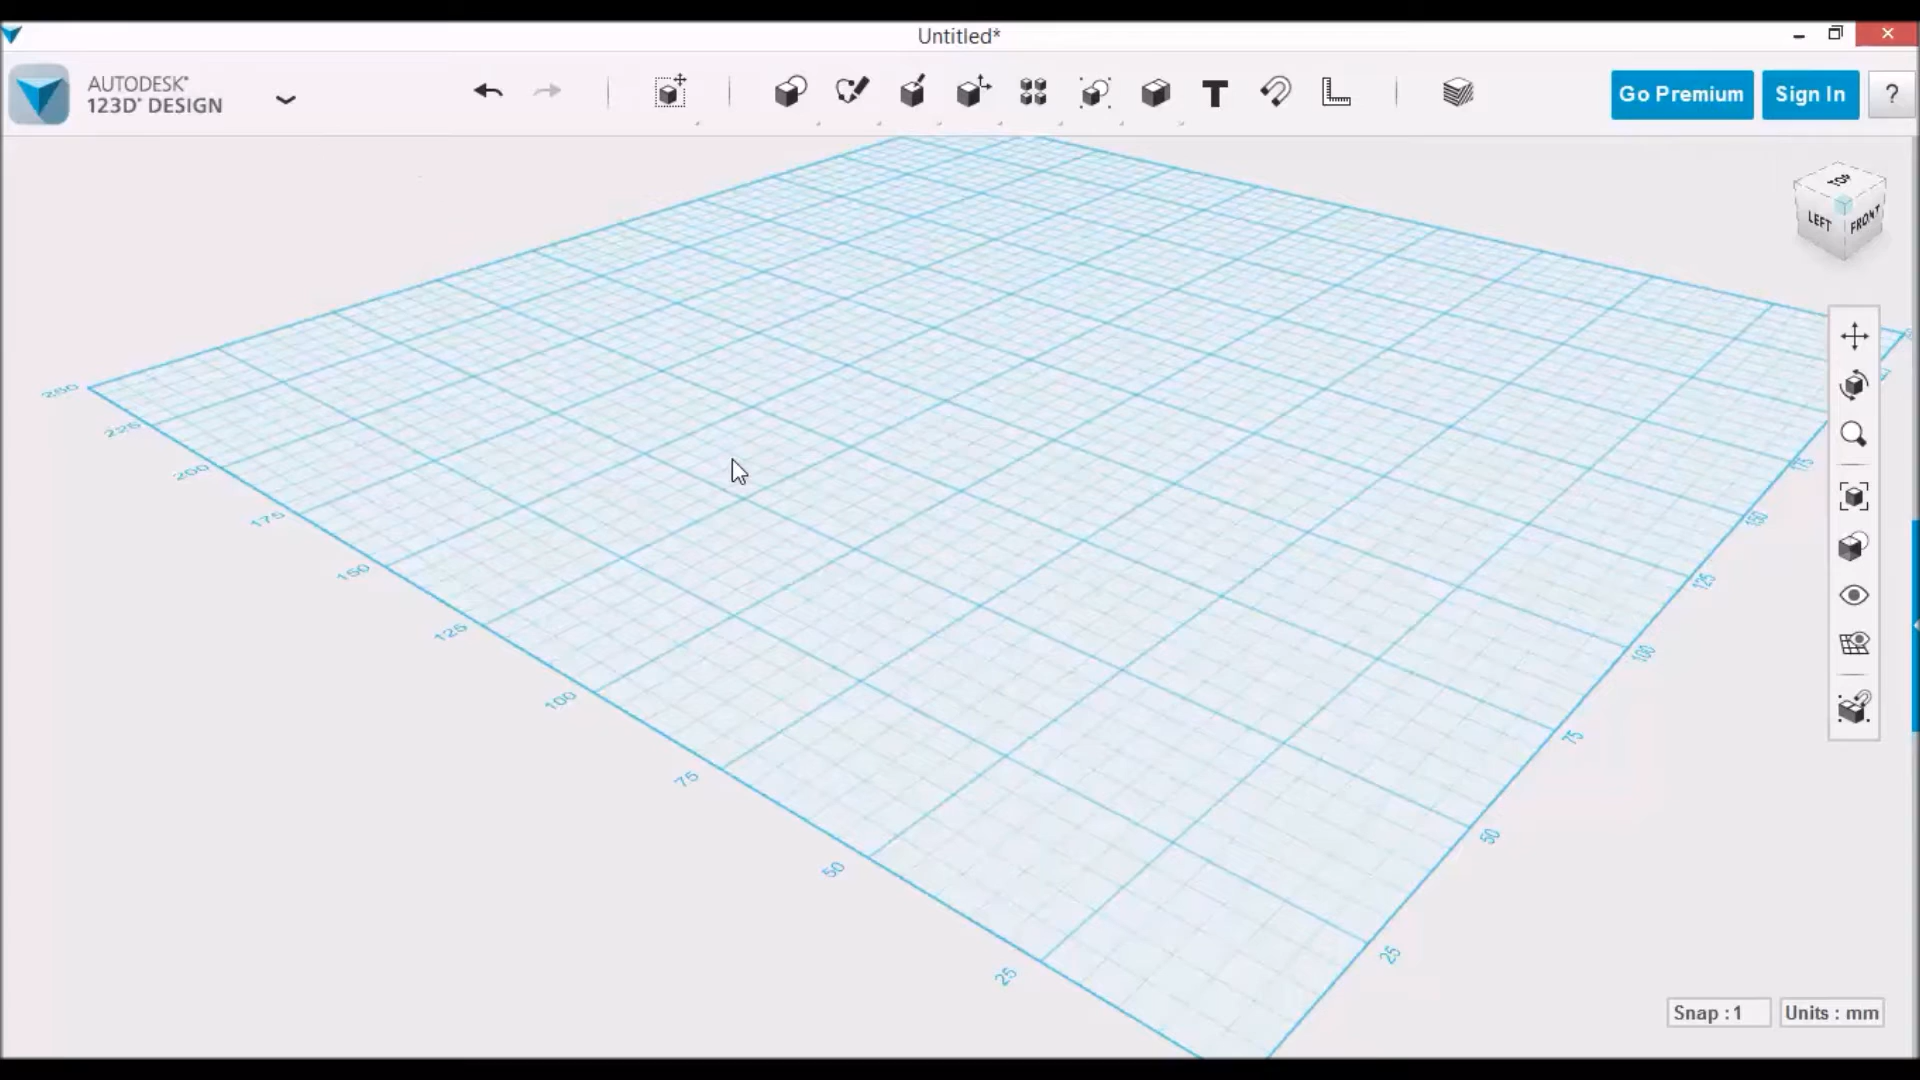 Untitled*
AUTODESK®
123D® DESIGN
T
Go Premium
Sign In
?
TOP
LEFT
FRONT
250
225
200
175
150
125
100
75
50
25
175
150
125
100
75
50
25
Snap : 1
Units : mm